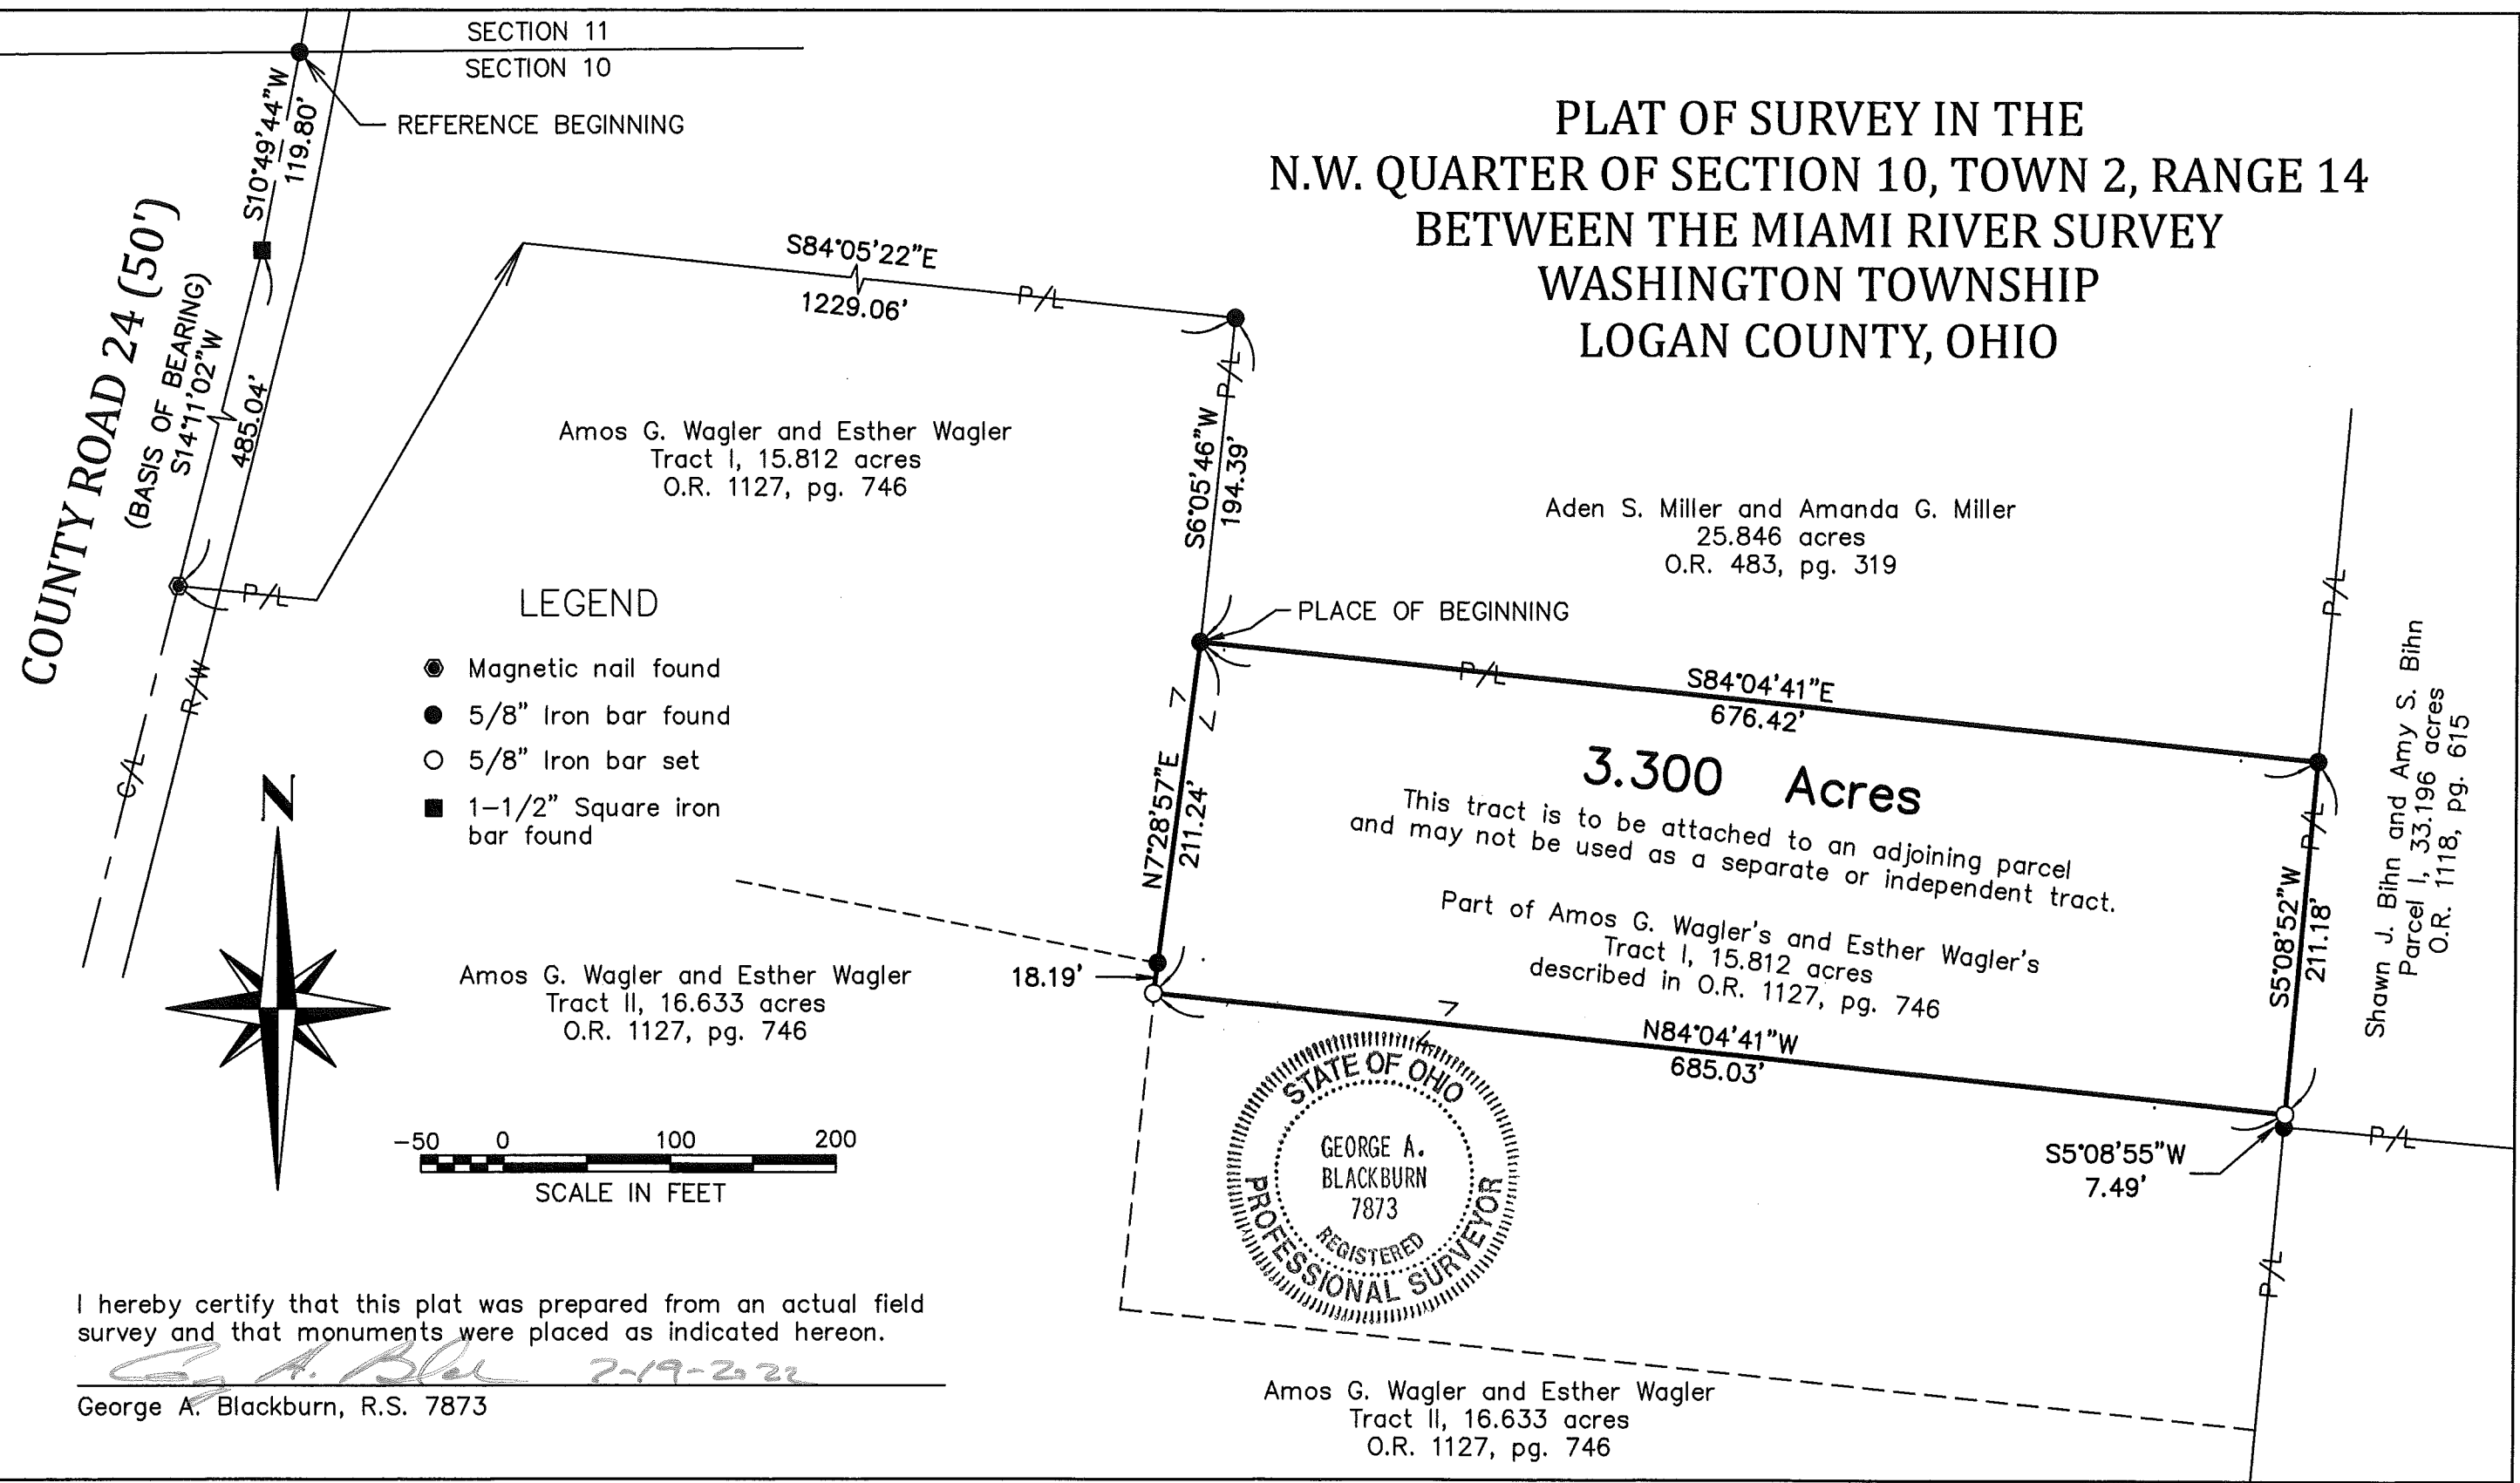 SECTION 11
SECTION 10
REFERENCE BEGINNING
S10°49'44"W
119.80'
COUNTY ROAD 24 (50')
(BASIS OF BEARING)
S14°11'02"W
485.04'
P/L
R/W
C/L
PLAT OF SURVEY IN THE
N.W. QUARTER OF SECTION 10, TOWN 2, RANGE 14
BETWEEN THE MIAMI RIVER SURVEY
WASHINGTON TOWNSHIP
LOGAN COUNTY, OHIO
S84°05'22"E
1229.06'
P/L
P/L
S6°05'46"W
194.39'
Amos G. Wagler and Esther Wagler
Tract I, 15.812 acres
O.R. 1127, pg. 746
Aden S. Miller and Amanda G. Miller
25.846 acres
O.R. 483, pg. 319
PLACE OF BEGINNING
LEGEND
Magnetic nail found
5/8" Iron bar found
5/8" Iron bar set
1-1/2" Square iron
bar found
N
P/L
S84°04'41"E
676.42'
P/L
Shawn J. Bihn and Amy S. Bihn
Parcel I, 33.196 acres
O.R. 1118, pg. 615
3.300 Acres
This tract is to be attached to an adjoining parcel
and may not be used as a separate or independent tract.
Part of Amos G. Wagler's and Esther Wagler's
Tract I, 15.812 acres
described in O.R. 1127, pg. 746
N7°28'57"E
211.24'
P/L
S5°08'52"W
211.18'
18.19'
Amos G. Wagler and Esther Wagler
Tract II, 16.633 acres
O.R. 1127, pg. 746
N84°04'41"W
685.03'
S5°08'55"W
7.49'
P/L
P/L
-50 0 100 200
SCALE IN FEET
STATE OF OHIO
GEORGE A.
BLACKBURN
7873
REGISTERED
PROFESSIONAL SURVEYOR
I hereby certify that this plat was prepared from an actual field
survey and that monuments were placed as indicated hereon.
7-19-2022
George A. Blackburn, R.S. 7873
Amos G. Wagler and Esther Wagler
Tract II, 16.633 acres
O.R. 1127, pg. 746